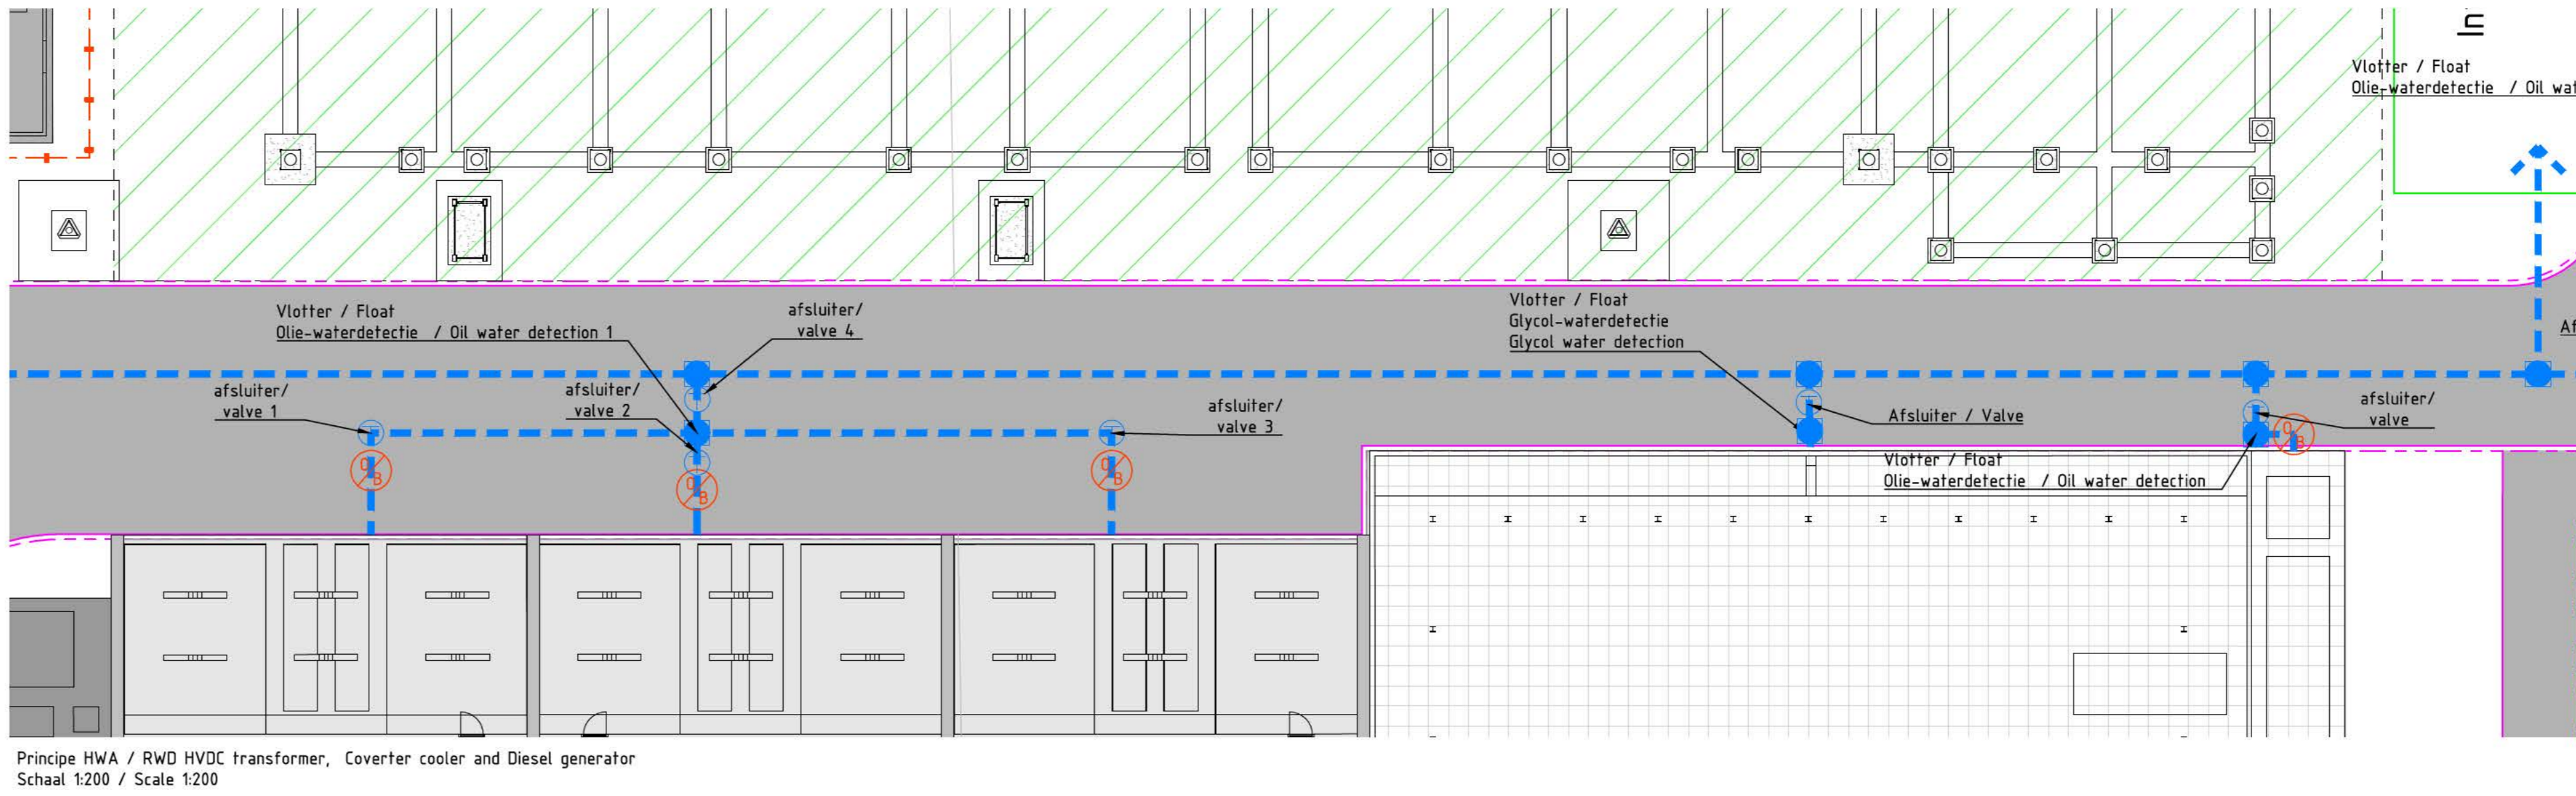 Vlotter / Float
Olie-waterdetectie / Oil wat
Vlotter / Float
Olie-waterdetectie / Oil water detection 1
afsluiter/
valve 4
Vlotter / Float
Glycol-waterdetectie
Glycol water detection
Af
afsluiter/
valve 1
afsluiter/
valve 2
afsluiter/
valve 3
Afsluiter / Valve
afsluiter/
valve
O/B
O/B
O/B
O/B
Vlotter / Float
Olie-waterdetectie / Oil water detection
Principe HWA / RWD HVDC transformer, Coverter cooler and Diesel generator
Schaal 1:200 / Scale 1:200